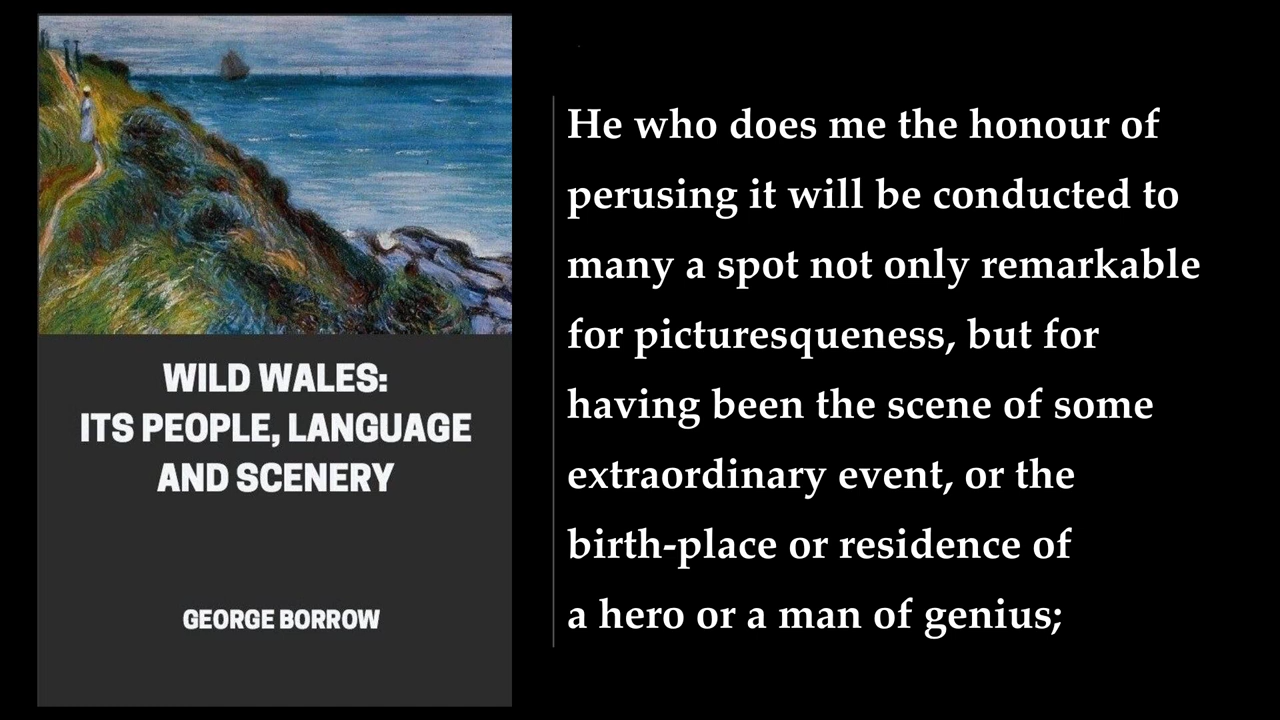 WILD WALES:
ITS PEOPLE, LANGUAGE
AND SCENERY
GEORGE BORROW
He who does me the honour of
perusing it will be conducted to
many a spot not only remarkable
for picturesqueness, but for
having been the scene of some
extraordinary event, or the
birth-place or residence of
a hero or a man of genius;